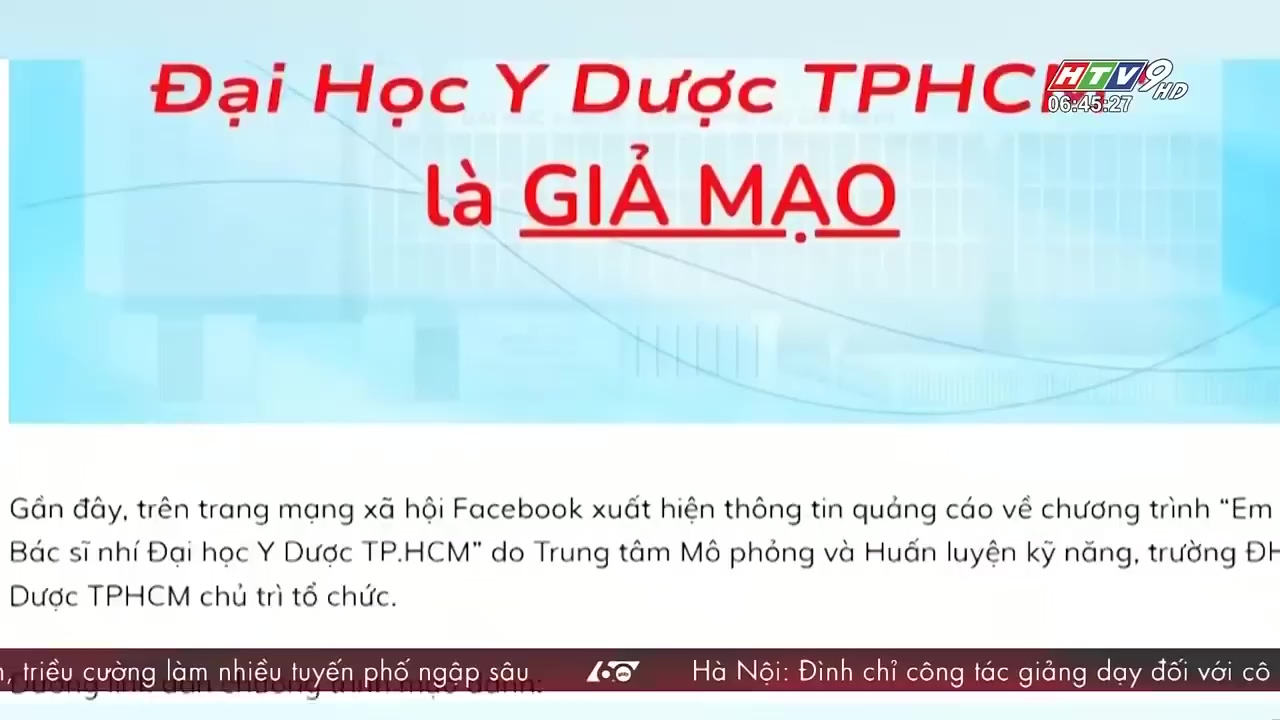 Đại Học Y Dược TPHCM
HTV9 HD
06:45:27
là GIẢ MẠO
Gần đây, trên trang mạng xã hội Facebook xuất hiện thông tin quảng cáo về chương trình “Em
Bác sĩ nhí Đại học Y Dược TP.HCM” do Trung tâm Mô phỏng và Huấn luyện kỹ năng, trường ĐH
Dược TPHCM chủ trì tổ chức.
, triều cường làm nhiều tuyến phố ngập sâu 60 giây Hà Nội: Đình chỉ công tác giảng dạy đối với cô